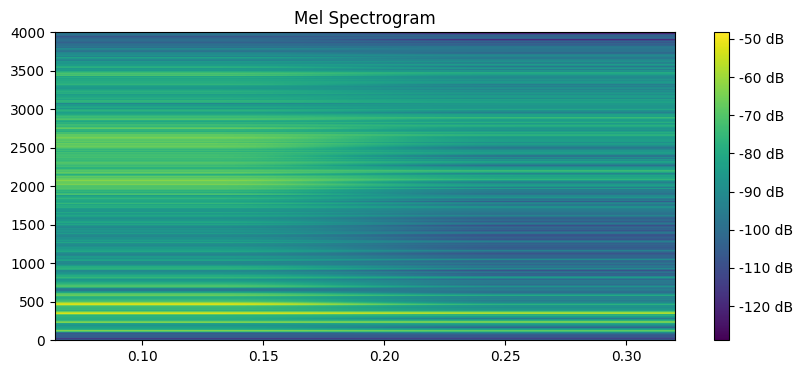 Mel Spectrogram
4000
3500
3000
2500
2000
1500
1000
500
0
0.10
0.15
0.20
0.25
0.30
-50 dB
-60 dB
-70 dB
-80 dB
-90 dB
-100 dB
-110 dB
-120 dB